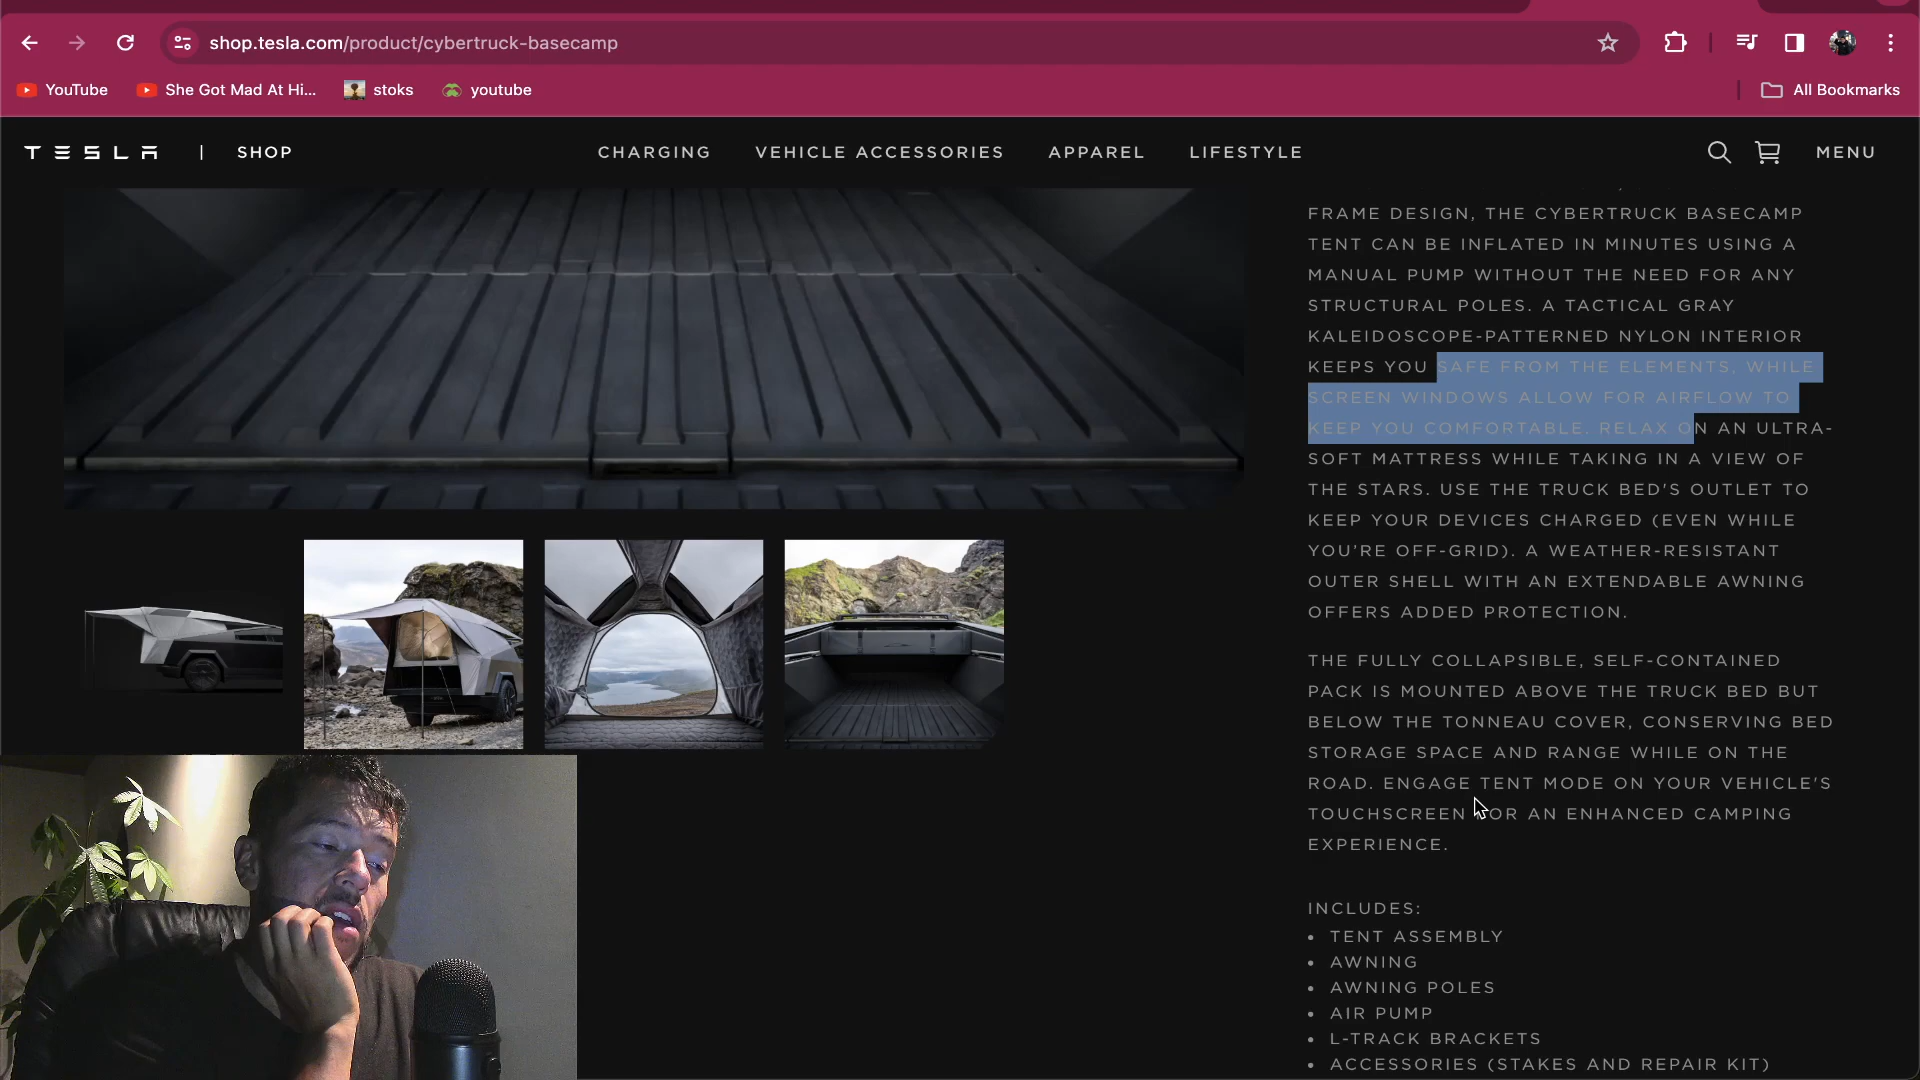 shop.tesla.com/product/cybertruck-basecamp
YouTube
She Got Mad At Hi...
stoks
youtube
All Bookmarks
TESLA | SHOP
CHARGING
VEHICLE ACCESSORIES
APPAREL
LIFESTYLE
MENU
FRAME DESIGN, THE CYBERTRUCK BASECAMP
TENT CAN BE INFLATED IN MINUTES USING A
MANUAL PUMP WITHOUT THE NEED FOR ANY
STRUCTURAL POLES. A TACTICAL GRAY
KALEIDOSCOPE-PATTERNED NYLON INTERIOR
KEEPS YOU SAFE FROM THE ELEMENTS, WHILE
SCREEN WINDOWS ALLOW FOR AIRFLOW TO
KEEP YOU COMFORTABLE. RELAX ON AN ULTRA-
SOFT MATTRESS WHILE TAKING IN A VIEW OF
THE STARS. USE THE TRUCK BED'S OUTLET TO
KEEP YOUR DEVICES CHARGED (EVEN WHILE
YOU'RE OFF-GRID). A WEATHER-RESISTANT
OUTER SHELL WITH AN EXTENDABLE AWNING
OFFERS ADDED PROTECTION.
THE FULLY COLLAPSIBLE, SELF-CONTAINED
PACK IS MOUNTED ABOVE THE TRUCK BED BUT
BELOW THE TONNEAU COVER, CONSERVING BED
STORAGE SPACE AND RANGE WHILE ON THE
ROAD. ENGAGE TENT MODE ON YOUR VEHICLE'S
TOUCHSCREEN FOR AN ENHANCED CAMPING
EXPERIENCE.
INCLUDES:
• TENT ASSEMBLY
• AWNING
• AWNING POLES
• AIR PUMP
• L-TRACK BRACKETS
• ACCESSORIES (STAKES AND REPAIR KIT)